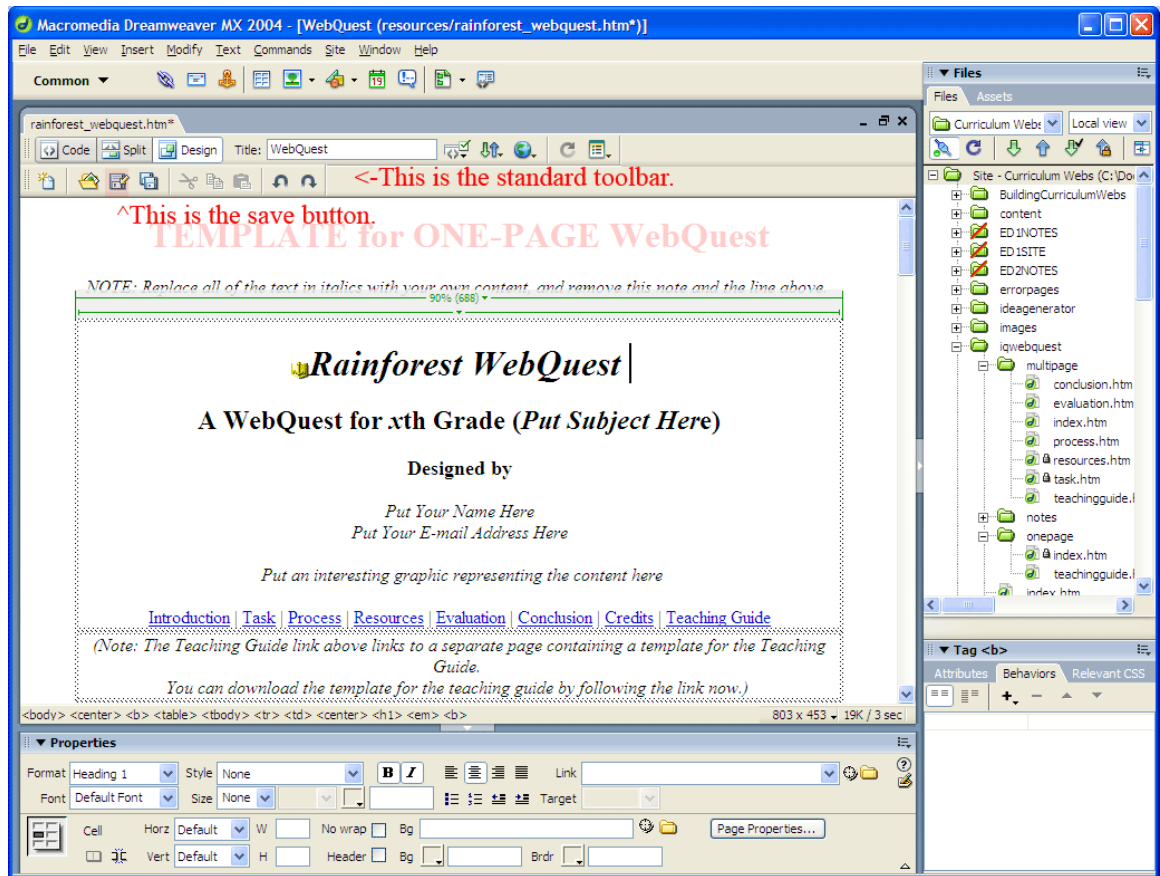 Macromedia Dreamweaver MX 2004 - [WebQuest (resources/rainforest_webquest.htm*)]
File Edit View Insert Modify Text Commands Site Window Help
Common
19
rainforest_webquest.htm*
Code Split Design Title: WebQuest
<-This is the standard toolbar.
^This is the save button.
TEMPLATE for ONE-PAGE WebQuest
NOTE: Replace all of the text in italics with your own content, and remove this note and the line above.
90% (688)
Rainforest WebQuest
A WebQuest for xth Grade (Put Subject Here)
Designed by
Put Your Name Here
Put Your E-mail Address Here
Put an interesting graphic representing the content here
Introduction | Task | Process | Resources | Evaluation | Conclusion | Credits | Teaching Guide
(Note: The Teaching Guide link above links to a separate page containing a template for the Teaching
Guide.
You can download the template for the teaching guide by following the link now.)
<body> <center> <b> <table> <tbody> <tr> <td> <center> <h1> <em> <b>
803 x 453 19K / 3 sec
Properties
Format Heading 1 Style None B I Link
Font Default Font Size None Target
Cell Horz Default W No wrap Bg Page Properties...
Vert Default H Header Bg Brdr
Files
Files Assets
Curriculum Webs Local view
Site - Curriculum Webs (C:\Do
BuildingCurriculumWebs
content
ED1NOTES
ED1SITE
ED2NOTES
errorpages
ideagenerator
images
iqwebquest
multipage
conclusion.htm
evaluation.htm
index.htm
process.htm
resources.htm
task.htm
teachingguide.
notes
onepage
index.htm
teachingguide.
index.htm
Tag <b>
Attributes Behaviors Relevant CSS